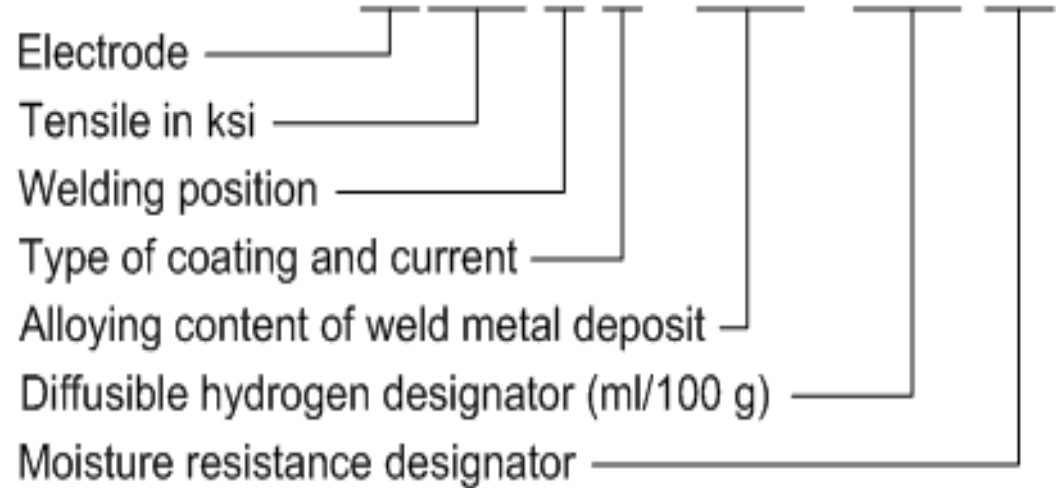 Electrode
Tensile in ksi
Welding position
Type of coating and current
Alloying content of weld metal deposit
Diffusible hydrogen designator (ml/100 g)
Moisture resistance designator